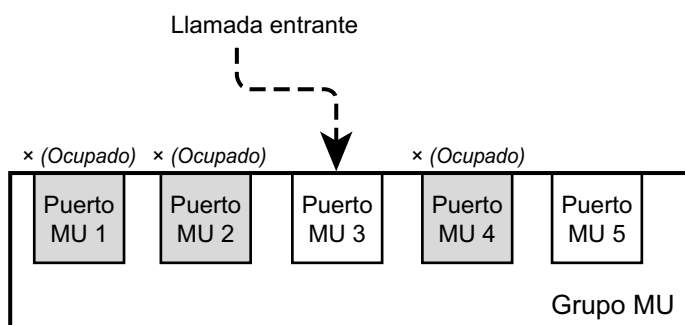 Llamada entrante
× (Ocupado) × (Ocupado) × (Ocupado)
Puerto MU 1
Puerto MU 2
Puerto MU 3
Puerto MU 4
Puerto MU 5
Grupo MU